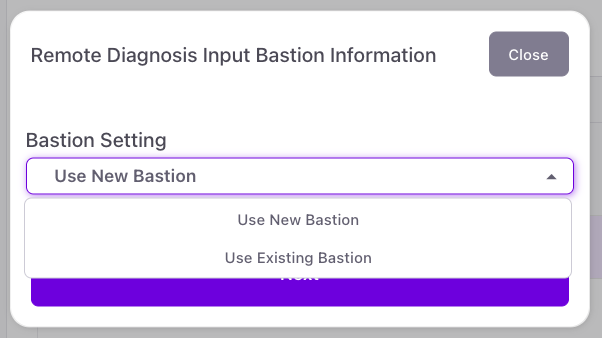 Remote Diagnosis Input Bastion Information
Close
Bastion Setting
Use New Bastion
Use New Bastion
Use Existing Bastion